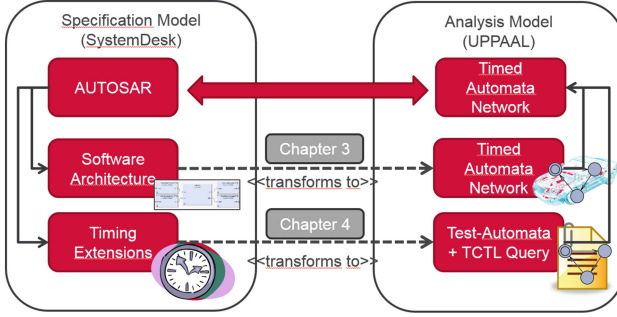 Specification Model
(SystemDesk)
Analysis Model
(UPPAAL)
AUTOSAR
Timed
Automata
Network
Software
Architecture
Chapter 3
<<transforms to>>
Timed
Automata
Network
Timing
Extensions
Chapter 4
<<transforms to>>
Test-Automata
+ TCTL Query